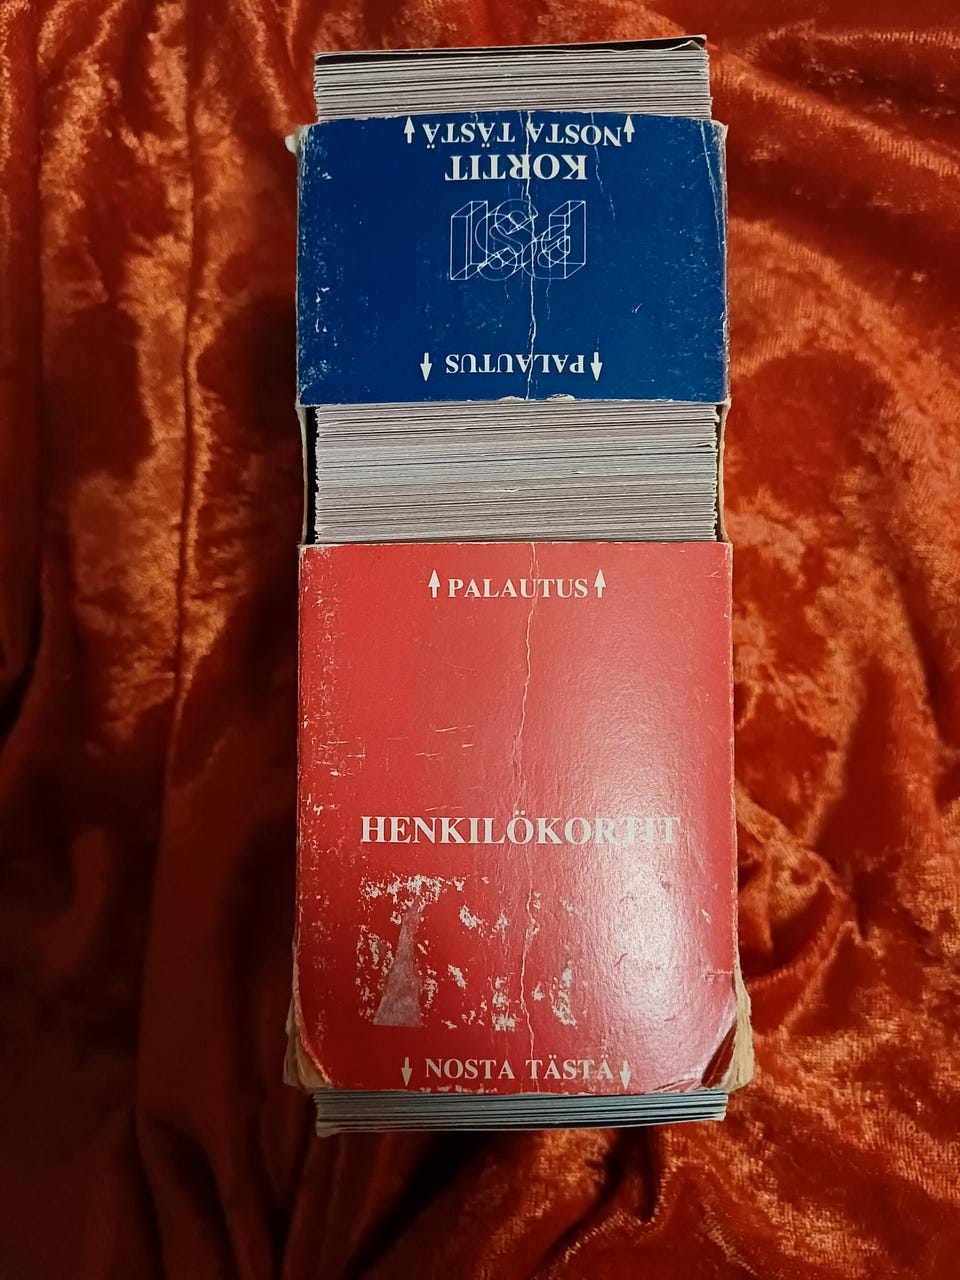 PALAUTUS
PSI
KORTIT
NOSTA TÄSTÄ
PALAUTUS
HENKILÖKORTIT
NOSTA TÄSTÄ